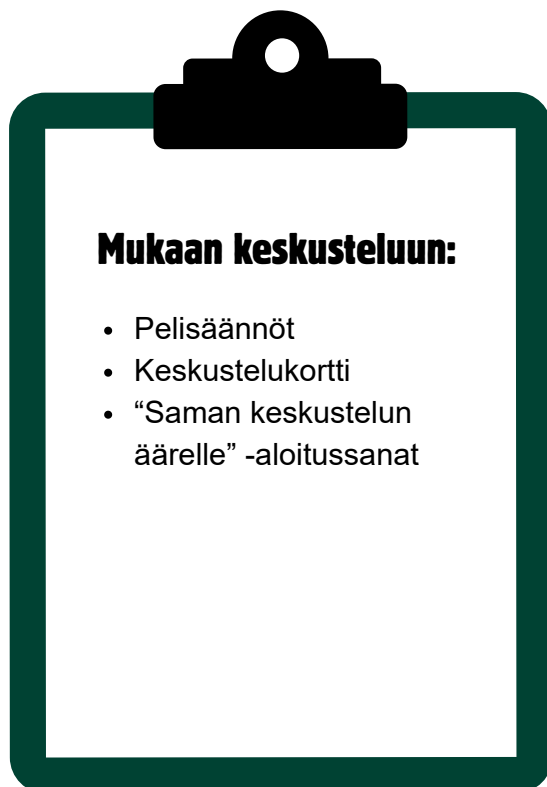 Mukaan keskusteluun:
• Pelisäännöt
• Keskustelukortti
• “Saman keskustelun
äärelle” -aloitussanat